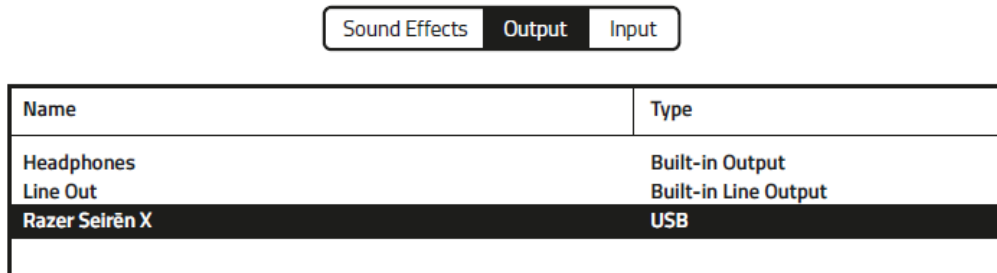 Sound Effects Output Input
Name Type
Headphones Built-in Output
Line Out Built-in Line Output
Razer Seirēn X USB